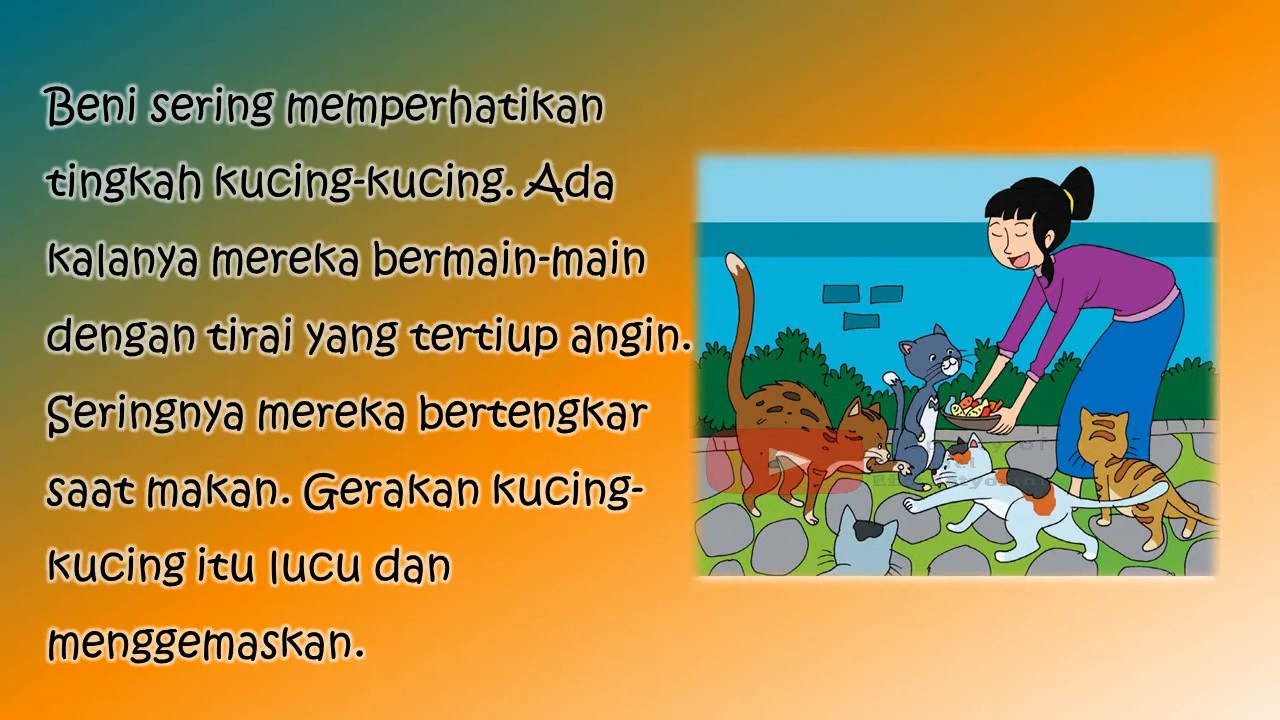 Beni sering memperhatikan
tingkah kucing-kucing. Ada
kalanya mereka bermain-main
dengan tirai yang tertiup angin.
Seringnya mereka bertengkar
saat makan. Gerakan kucing-
kucing itu lucu dan
menggemaskan.